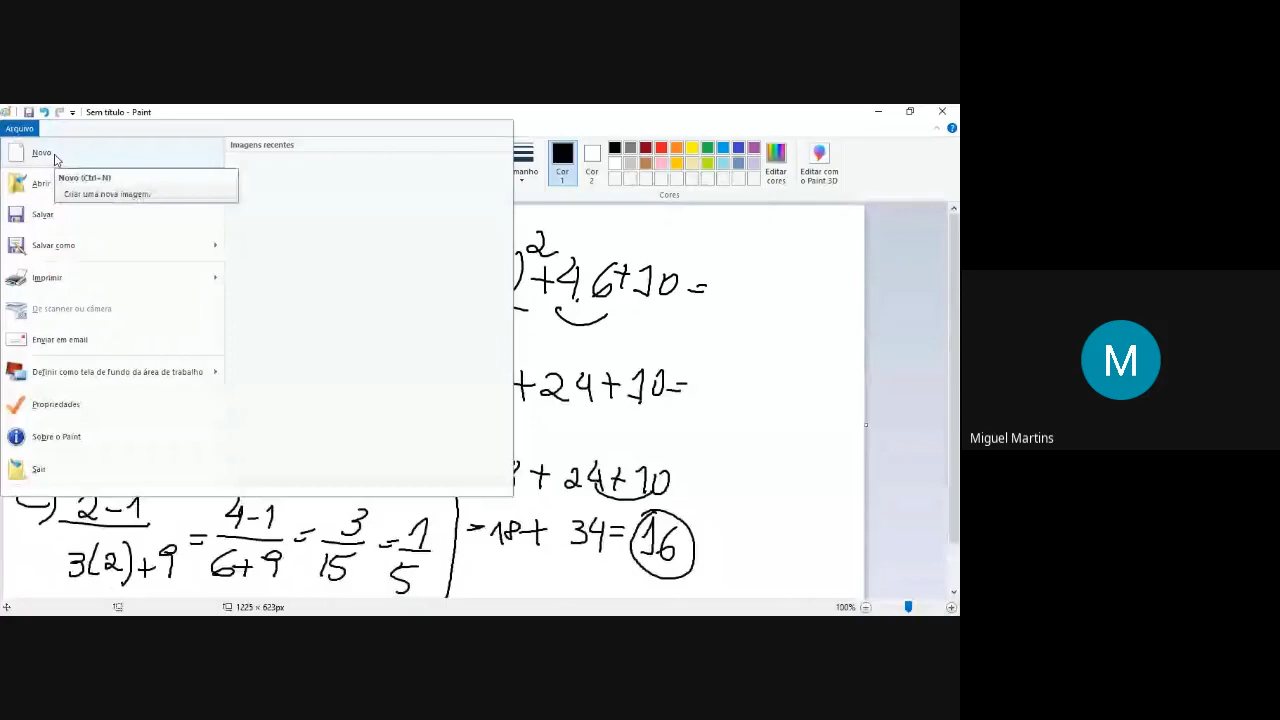 Sem título - Paint
Arquivo
Novo
Imagens recentes
Novo (Ctrl+N)
Criar uma nova imagem.
Abrir
Salvar
Salvar como
Imprimir
De scanner ou câmera
Enviar em email
Definir como tela de fundo da área de trabalho
Propriedades
Sobre o Paint
Sair
Cor 1
Cor 2
Editar cores
Editar com o Paint 3D
Cores
)² + 4.6 + 10 =
+ 24 + 10 =
+ 24 + 10
2 - 1
3(2) + 9
= 4 - 1
6 + 9
= 3
15
= 1
5
= 18 + 34 = 16
1225 × 623px
100%
M
Miguel Martins